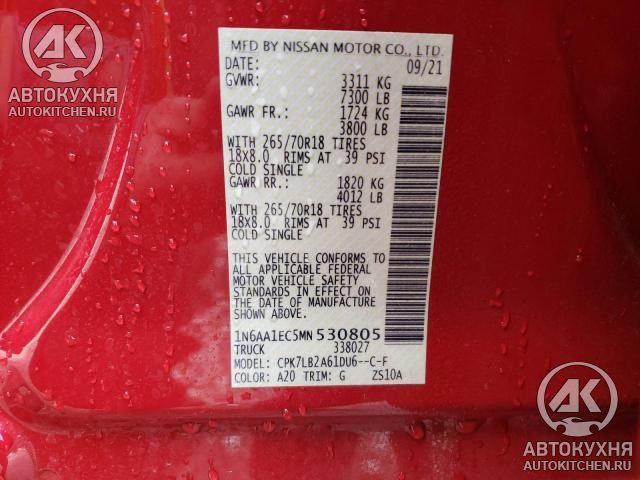 AK
АВТОКУХНЯ
AUTOKITCHEN.RU
MFD BY NISSAN MOTOR CO., LTD.
DATE: 09/21
GVWR: 3311 KG
7300 LB
GAWR FR.: 1724 KG
3800 LB
WITH 265/70R18 TIRES
18X8.0 RIMS AT 39 PSI
COLD SINGLE
GAWR RR.: 1820 KG
4012 LB
WITH 265/70R18 TIRES
18X8.0 RIMS AT 39 PSI
COLD SINGLE
THIS VEHICLE CONFORMS TO
ALL APPLICABLE FEDERAL
MOTOR VEHICLE SAFETY
STANDARDS IN EFFECT ON
THE DATE OF MANUFACTURE
SHOWN ABOVE.
1N6AA1EC5MN530805
TRUCK 338027
MODEL: CPK7LB2A61DU6--C-F
COLOR: A20 TRIM: G ZS10A
AK
АВТОКУХНЯ
AUTOKITCHEN.RU